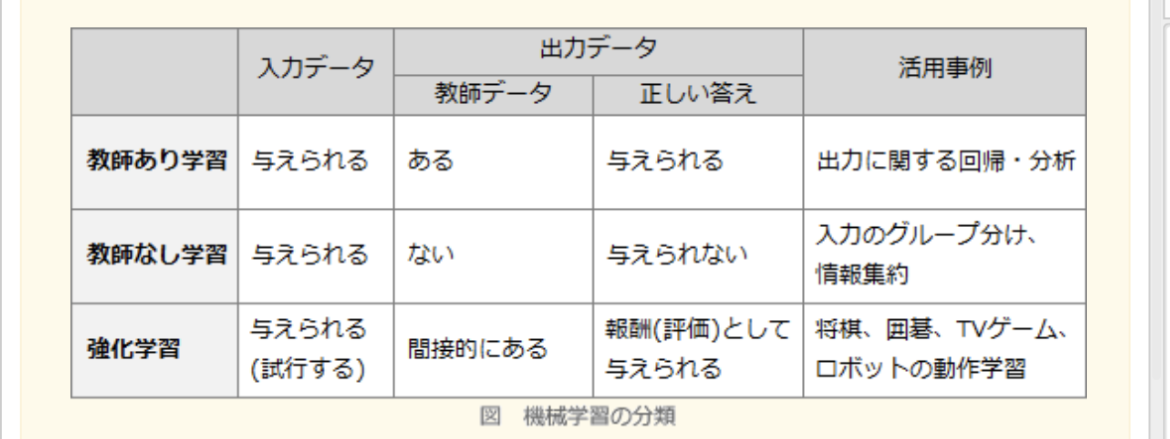 入力データ
出力データ
教師データ
正しい答え
活用事例
教師あり学習
与えられる
ある
与えられる
出力に関する回帰・分析
教師なし学習
与えられる
ない
与えられない
入力のグループ分け、
情報集約
強化学習
与えられる
(試行する)
間接的にある
報酬(評価)として
与えられる
将棋、囲碁、TVゲーム、
ロボットの動作学習
図　機械学習の分類